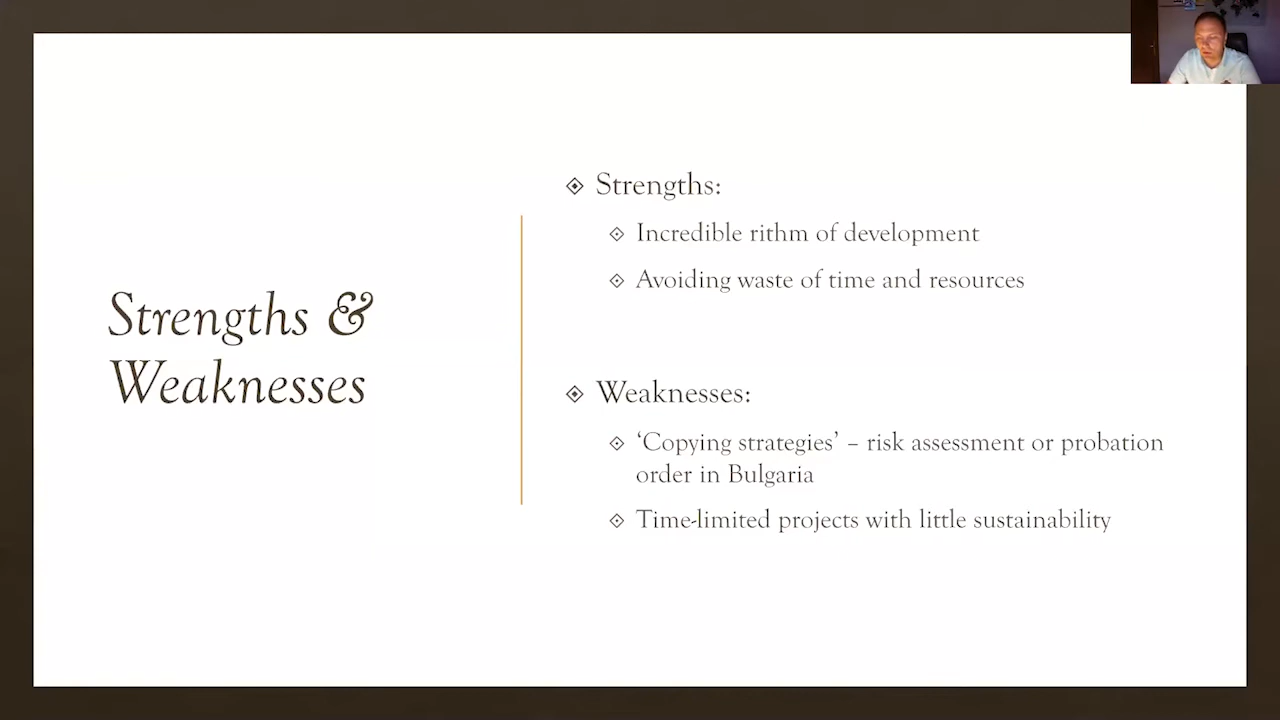 Strengths &
Weaknesses
Strengths:
Incredible rithm of development
Avoiding waste of time and resources
Weaknesses:
‘Copying strategies’ – risk assessment or probation
order in Bulgaria
Time-limited projects with little sustainability